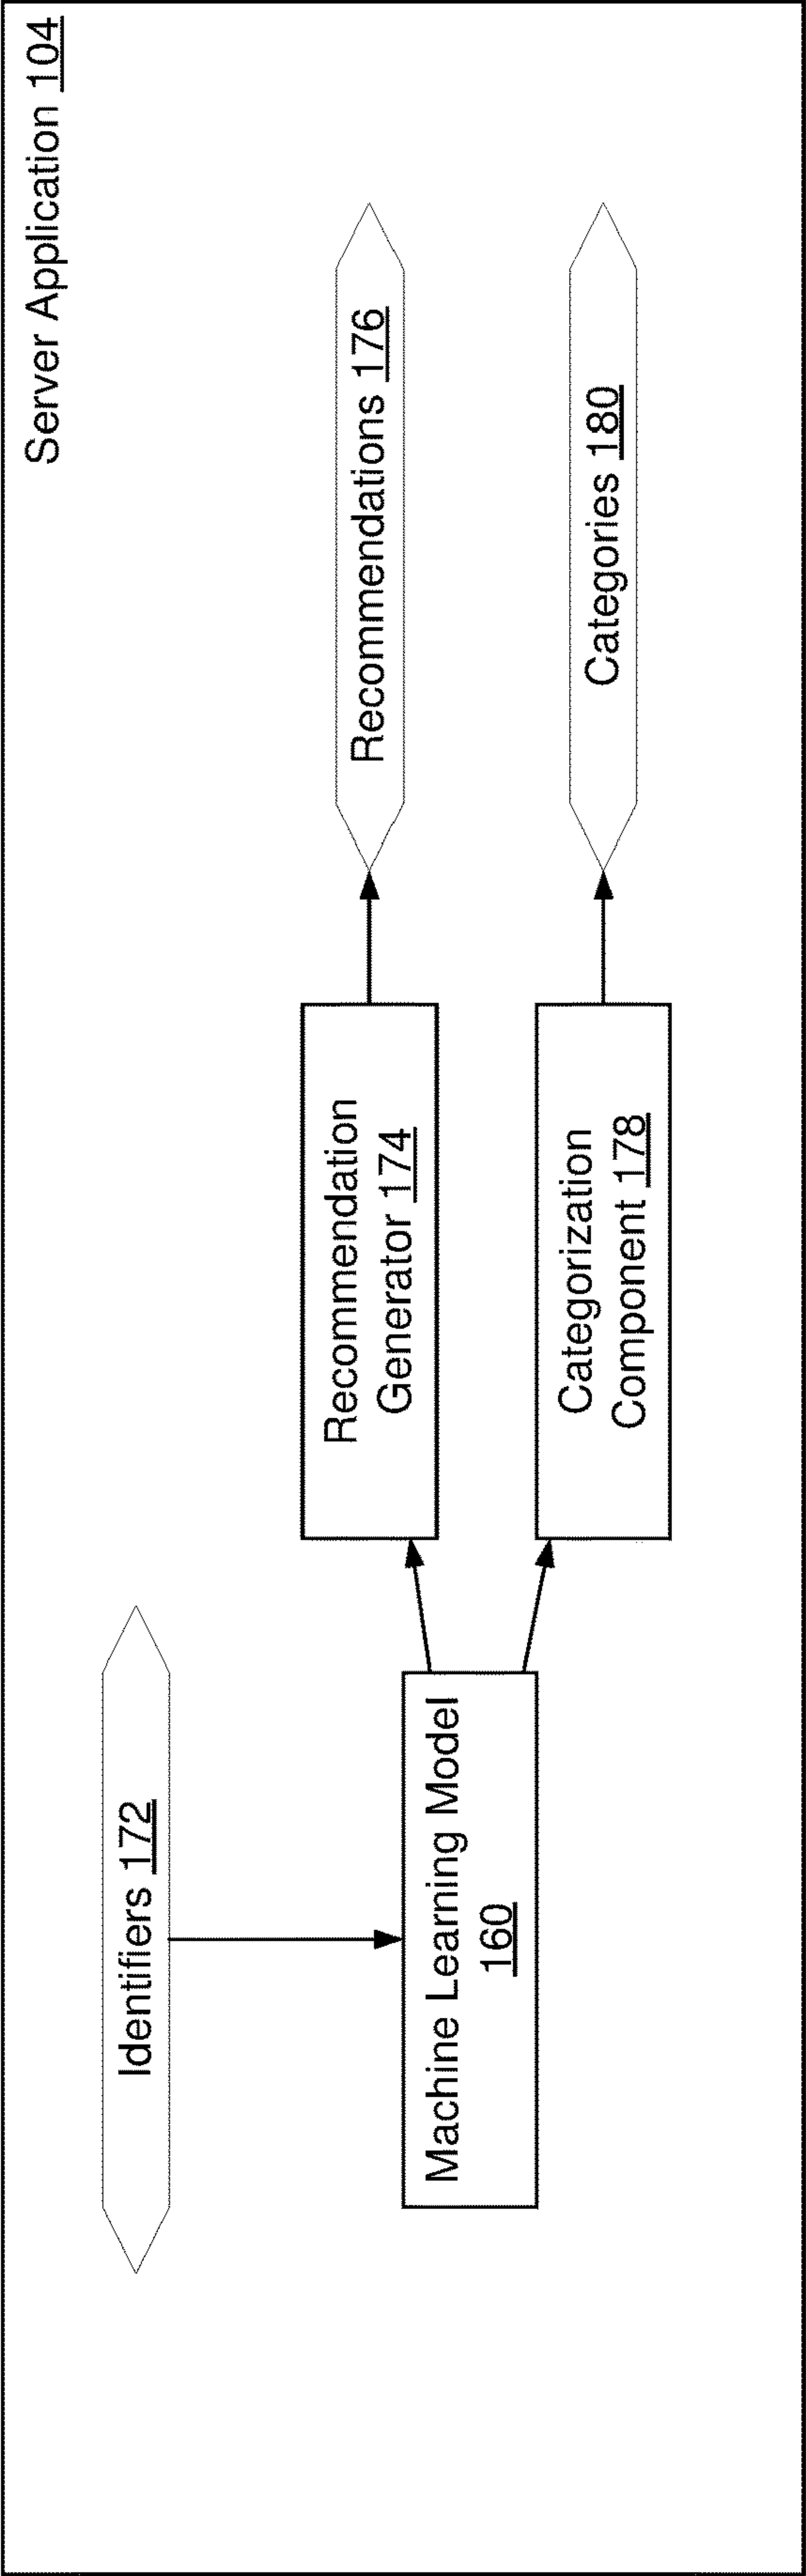 Server Application 104
Identifiers 172
Recommendation
Generator 174
Recommendations 176
Machine Learning Model
160
Categorization
Component 178
Categories 180